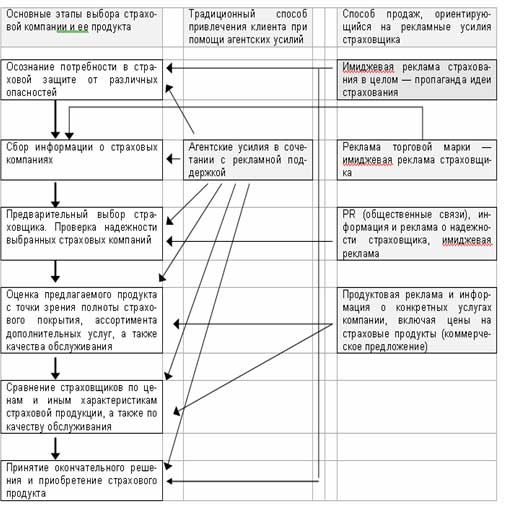 Основные этапы выбора страхо-
вой компании и ее продукта
Традиционный способ
привлечения клиента при
помощи агентских усилий
Способ продаж, ориентирую-
щийся на рекламные усилия
страховщика
Осознание потребности в стра-
ховой защите от различных
опасностей
Имиджевая реклама страхова-
ния в целом — пропаганда идеи
страхования
Сбор информации о страховых
компаниях
Агентские усилия в соче-
тании с рекламной под-
держкой
Реклама торговой марки —
имиджевая реклама страховщи-
ка
Предварительный выбор стра-
ховщика. Проверка надежности
выбранных страховых компаний
PR (общественные связи), ин-
формация и реклама о надежно-
сти страховщика, имиджевая
реклама
Оценка предлагаемого продукта
с точки зрения полноты страхо-
вого покрытия, ассортимента
дополнительных услуг, а также
качества обслуживания
Продуктовая реклама и инфор-
мация о конкретных услугах
компании, включая цены на
страховые продукты (коммерче-
ское предложение)
Сравнение страховщиков по це-
нам и иным характеристикам
страховой продукции, а также по
качеству обслуживания
Принятие окончательного реше-
ния и приобретение страхового
продукта